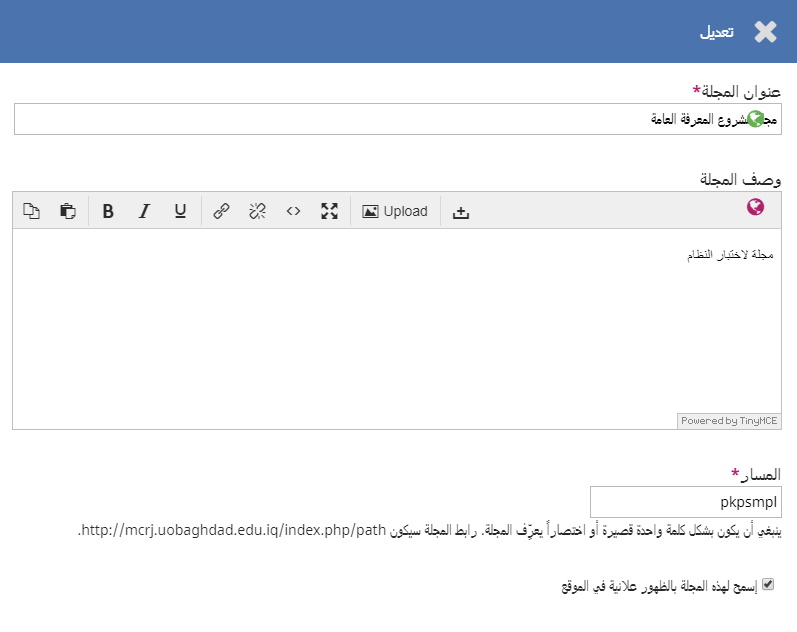 تعديل
عنوان المجلة*
المعرفة العامة
وصف المجلة
B I U Upload
مجلة لاختبار النظام
Powered by TinyMCE
المسار*
pkpsmpl
ينبغي أن يكون بشكل كلمة واحدة قصيرة أو اختصاراً يعرّف المجلة. رابط المجلة سيكون http://mcrj.uobaghdad.edu.iq/index.php/path.
إسمح لهذه المجلة بالظهور علانية في الموقع